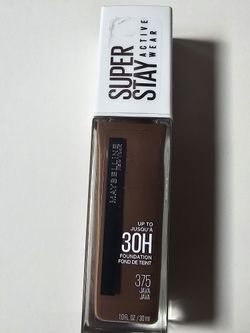 SUPER
STAY
ACTIVE
WEAR
MAYBELLINE
UP TO
JUSQU'À
30H
FOUNDATION
FOND DE TEINT
375
JAVA
JAVA
1.0 FL. OZ / 30 ml